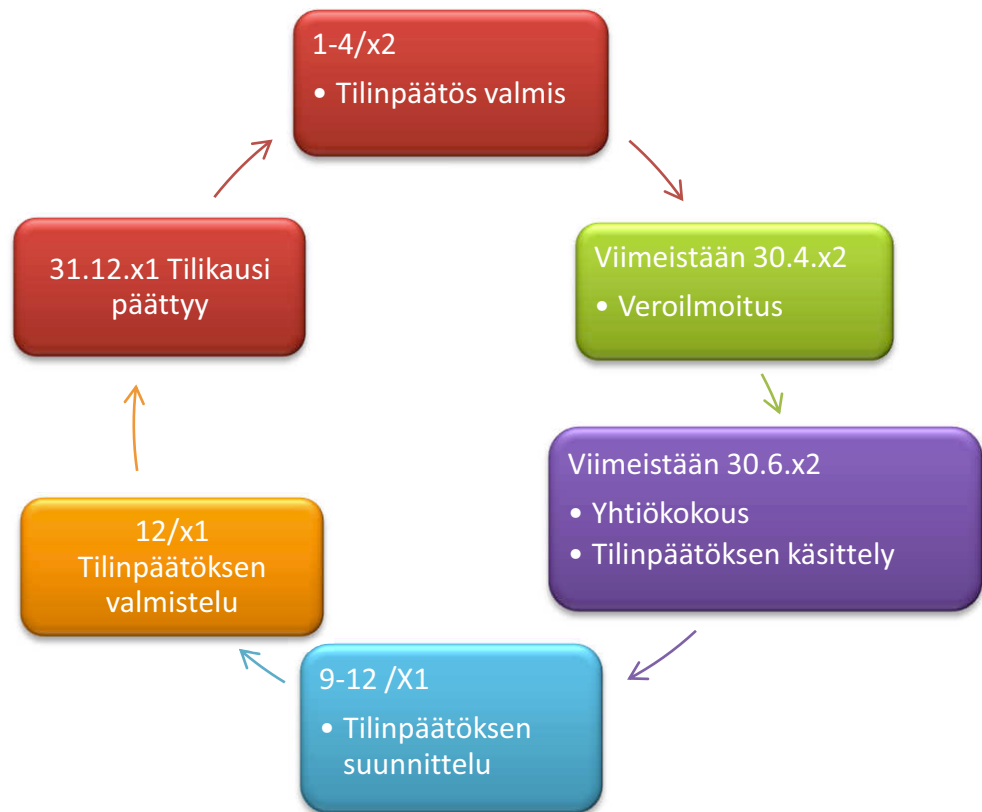 1-4/x2
• Tilinpäätös valmis
Viimeistään 30.4.x2
• Veroilmoitus
Viimeistään 30.6.x2
• Yhtiökokous
• Tilinpäätöksen käsittely
9-12 /X1
• Tilinpäätöksen
suunnittelu
12/x1
Tilinpäätöksen
valmistelu
31.12.x1 Tilikausi
päättyy